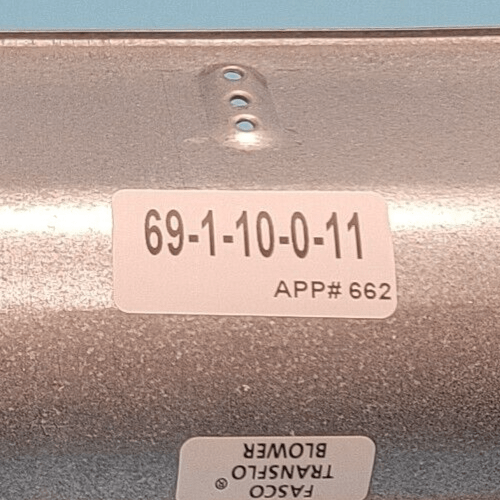 69-1-10-0-11
APP# 662
FASCO
TRANSFLO ®
BLOWER